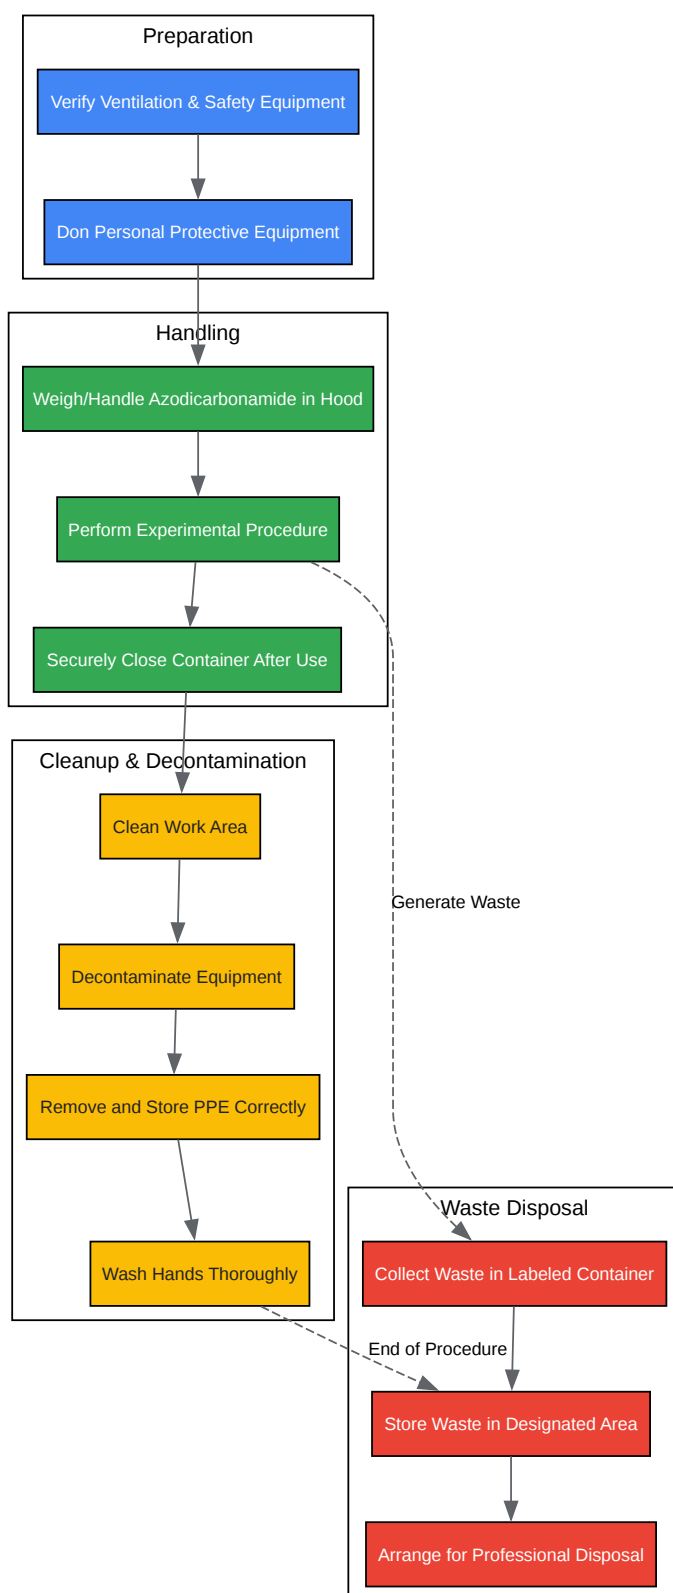 Preparation
Verify Ventilation & Safety Equipment
Don Personal Protective Equipment
Handling
Weigh/Handle Azodicarbonamide in Hood
Perform Experimental Procedure
Securely Close Container After Use
Cleanup & Decontamination
Clean Work Area
Generate Waste
Decontaminate Equipment
Remove and Store PPE Correctly
Wash Hands Thoroughly
Waste Disposal
Collect Waste in Labeled Container
End of Procedure
Store Waste in Designated Area
Arrange for Professional Disposal